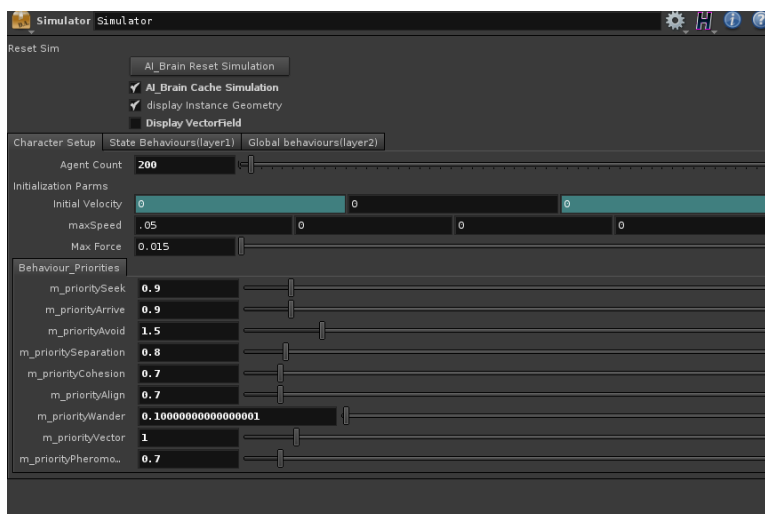 Simulator Simulator
Reset Sim
AI_Brain Reset Simulation
AI_Brain Cache Simulation
display Instance Geometry
Display VectorField
Character Setup State Behaviours(layer1) Global behaviours(layer2)
Agent Count 200
Initialization Parms
Initial Velocity 0 0 0
maxSpeed .05 0 0 0
Max Force 0.015
Behaviour_Priorities
m_prioritySeek 0.9
m_priorityArrive 0.9
m_priorityAvoid 1.5
m_prioritySeparation 0.8
m_priorityCohesion 0.7
m_priorityAlign 0.7
m_priorityWander 0.10000000000000001
m_priorityVector 1
m_priorityPheromo... 0.7